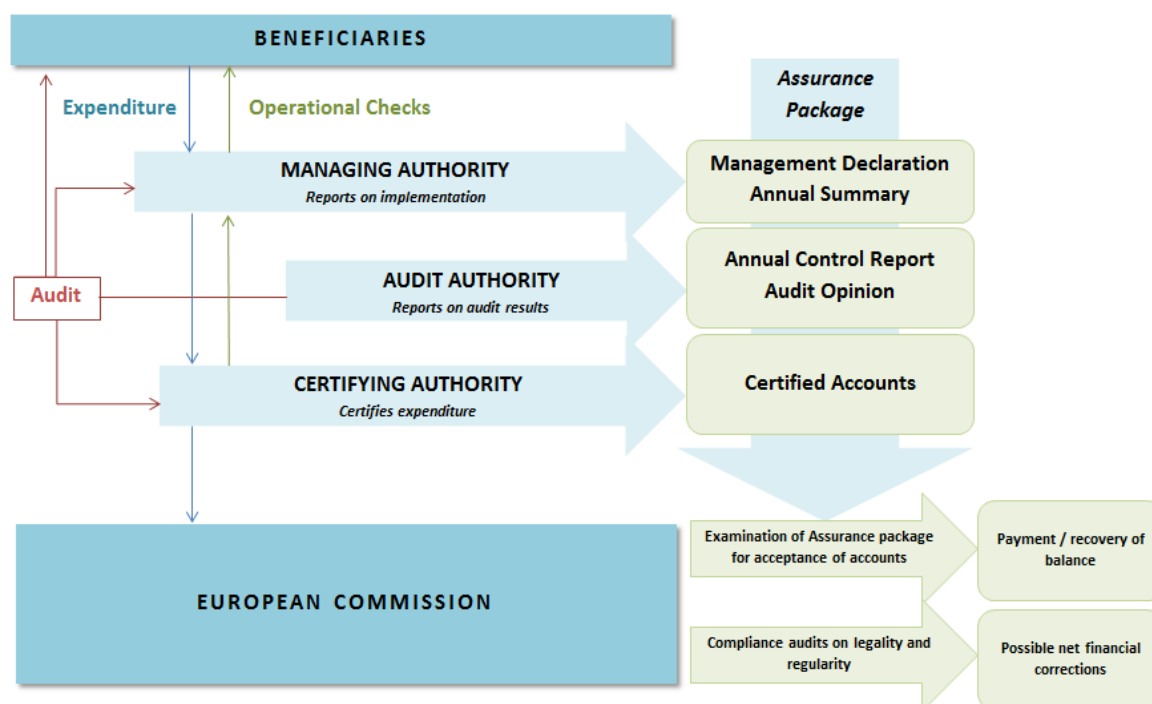 BENEFICIARIES
Assurance
Package
Expenditure
Operational Checks
MANAGING AUTHORITY
Reports on implementation
Management Declaration
Annual Summary
AUDIT AUTHORITY
Reports on audit results
Annual Control Report
Audit Opinion
Audit
CERTIFYING AUTHORITY
Certifies expenditure
Certified Accounts
EUROPEAN COMMISSION
Examination of Assurance package
for acceptance of accounts
Payment / recovery of
balance
Compliance audits on legality and
regularity
Possible net financial
corrections